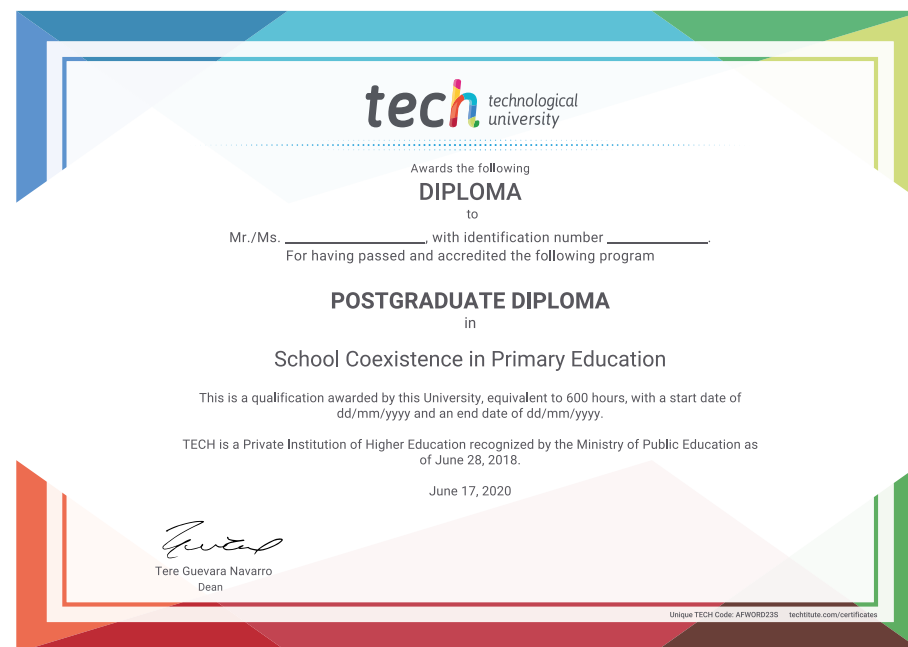 tech technological
university
Awards the following
DIPLOMA
to
Mr./Ms. ____________________, with identification number ______________.
For having passed and accredited the following program
POSTGRADUATE DIPLOMA
in
School Coexistence in Primary Education
This is a qualification awarded by this University, equivalent to 600 hours, with a start date of
dd/mm/yyyy and an end date of dd/mm/yyyy.
TECH is a Private Institution of Higher Education recognized by the Ministry of Public Education as
of June 28, 2018.
June 17, 2020
Tere Guevara Navarro
Dean
Unique TECH Code: AFWORD23S techtitute.com/certificates